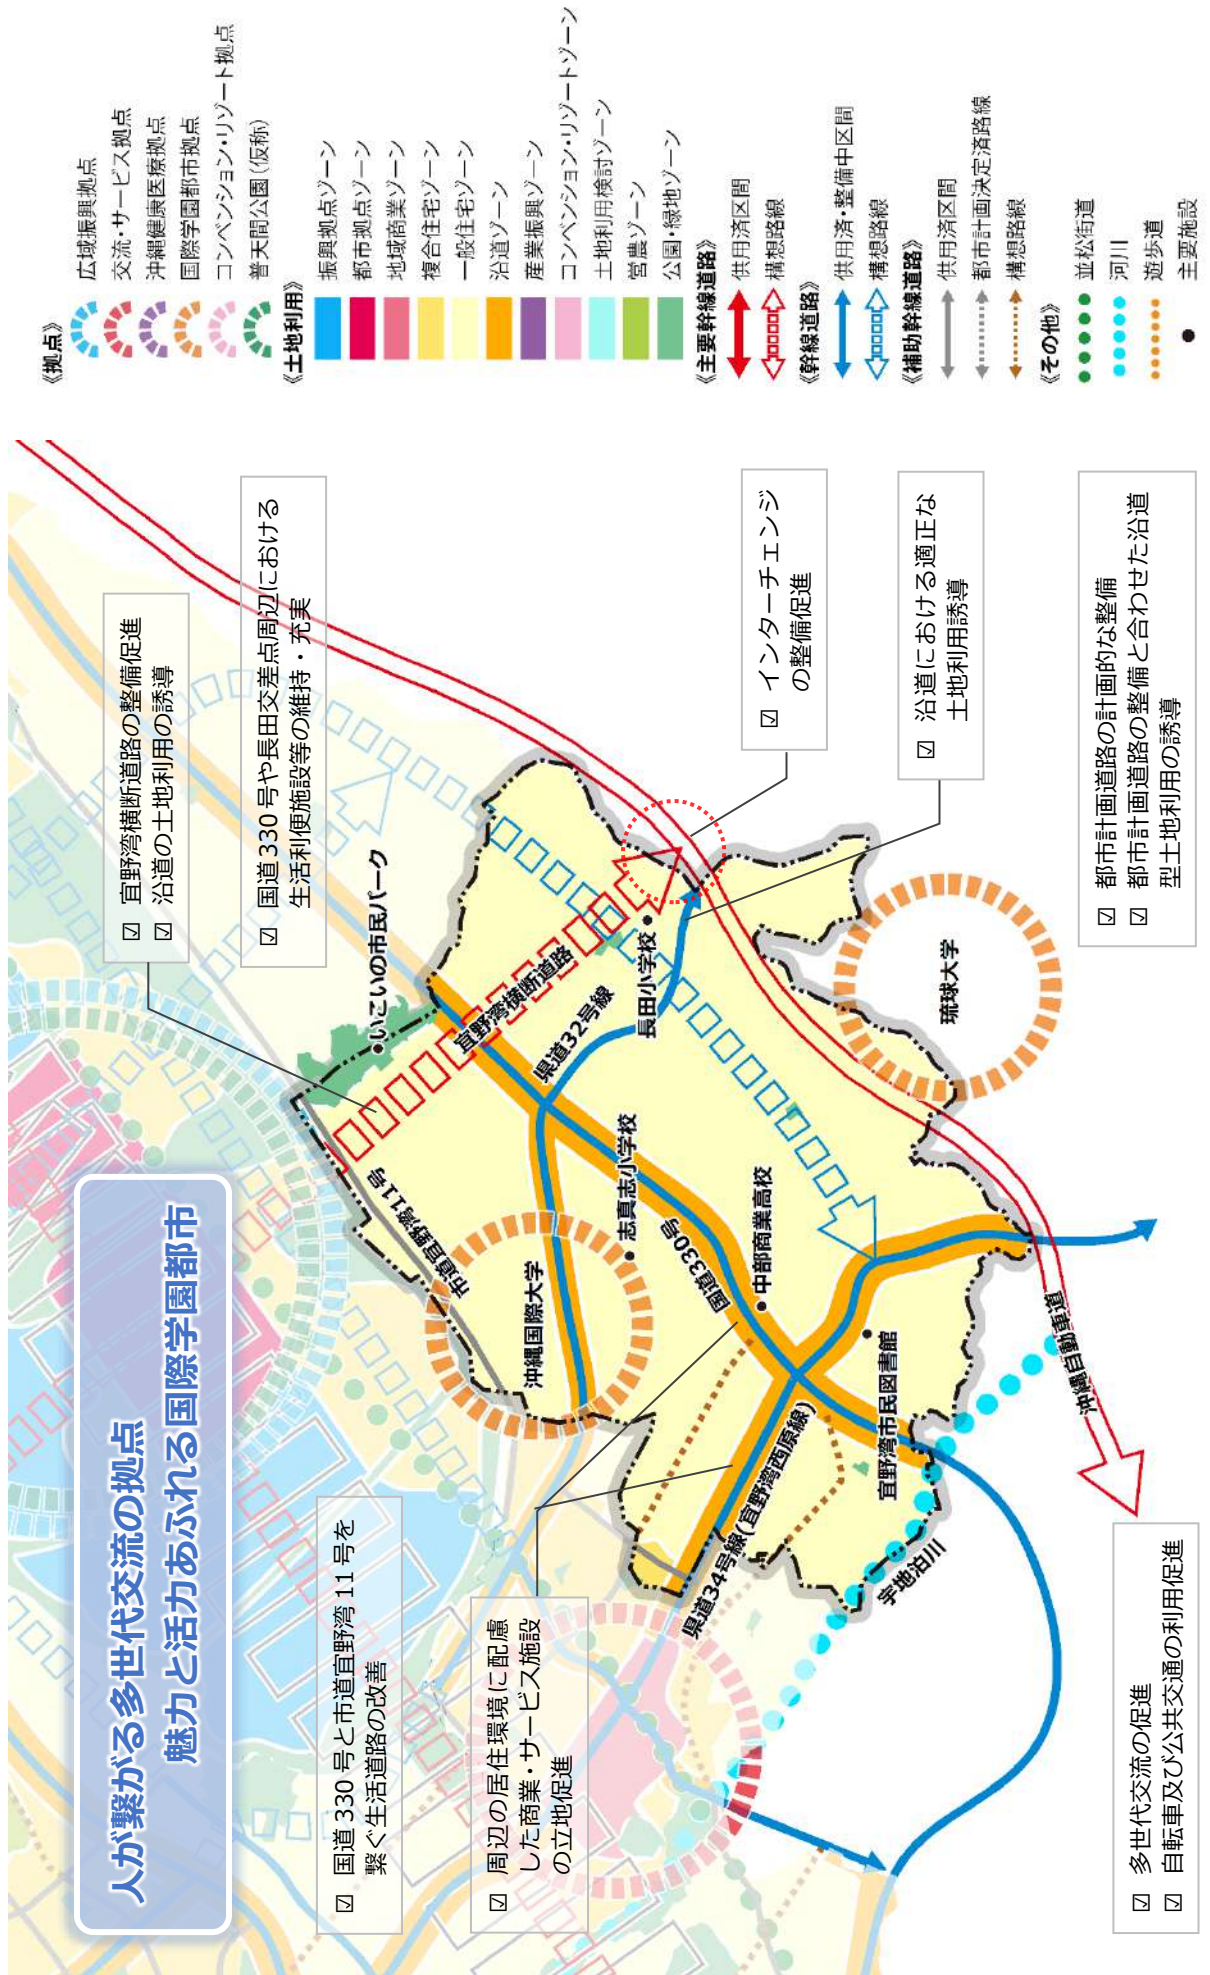 人が繋がる多世代交流の拠点
魅力と活力あふれる国際学園都市
☑ 国道 330 号と市道宜野湾 11 号を
繋ぐ生活道路の改善
☑ 周辺の居住環境に配慮
した商業・サービス施設
の立地促進
☑ 多世代交流の促進
☑ 自転車及び公共交通の利用促進
☑ 宜野湾横断道路の整備促進
☑ 沿道の土地利用の誘導
☑ 国道 330 号や長田交差点周辺における
生活利便施設等の維持・充実
☑ インターチェンジ
の整備促進
☑ 沿道における適正な
土地利用誘導
☑ 都市計画道路の計画的な整備
☑ 都市計画道路の整備と合わせた沿道
型土地利用の誘導
いこいの市民パーク
市道宜野湾11号
宜野湾横断道路
県道32号線
沖縄国際大学
志真志小学校
長田小学校
国道330号
中部商業高校
県道34号線(宜野湾西原線)
宜野湾市民図書館
宇地泊川
琉球大学
沖縄自動車道
《拠点》
広域振興拠点
交流・サービス拠点
沖縄健康医療拠点
国際学園都市拠点
コンベンション・リゾート拠点
普天間公園(仮称)
《土地利用》
振興拠点ゾーン
都市拠点ゾーン
地域商業ゾーン
複合住宅ゾーン
一般住宅ゾーン
沿道ゾーン
産業振興ゾーン
コンベンション・リゾートゾーン
土地利用検討ゾーン
営農ゾーン
公園・緑地ゾーン
《主要幹線道路》
供用済区間
構想路線
《幹線道路》
供用済・整備中区間
構想路線
《補助幹線道路》
供用済区間
都市計画決定済路線
構想路線
《その他》
並松街道
河川
遊歩道
主要施設